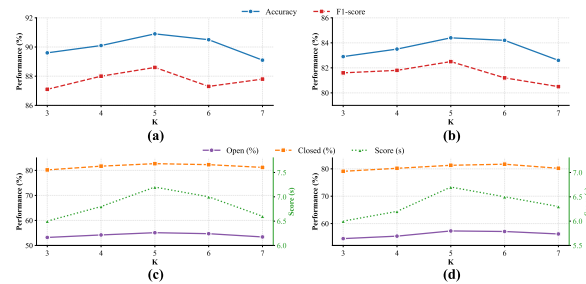 Accuracy F1-score
92
90
88
86
Performance (%)
3 4 5 6 7
K
(a)
86
84
82
80
Performance (%)
3 4 5 6 7
K
(b)
Open (%) Closed (%) Score (s)
80
70
60
50
Performance (%)
3 4 5 6 7
K
7.5
7.0
6.5
6.0
Score (s)
(c)
80
60
Performance (%)
3 4 5 6 7
K
7.0
6.5
6.0
5.5
(d)